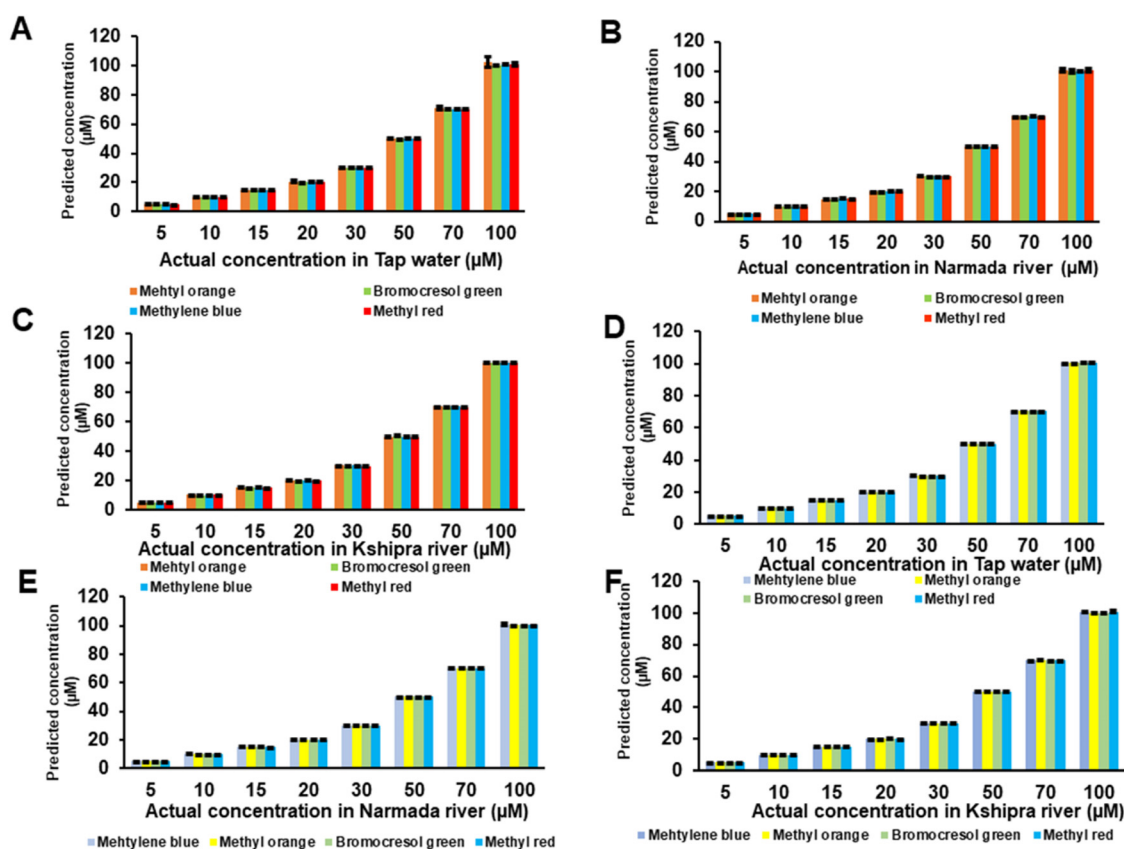 A
Predicted concentration
(µM)
120
100
80
60
40
20
0
5 10 15 20 30 50 70 100
Actual concentration in Tap water (µM)
Mehtyl orange Bromocresol green
Methylene blue Methyl red
B
Predicted concentration
(µM)
120
100
80
60
40
20
0
5 10 15 20 30 50 70 100
Actual concentration in Narmada river (µM)
Mehtyl orange Bromocresol green
Methylene blue Methyl red
C
Predicted concentration
(µM)
120
100
80
60
40
20
0
5 10 15 20 30 50 70 100
Actual concentration in Kshipra river (µM)
Mehtyl orange Bromocresol green
Methylene blue Methyl red
D
Predicted concentration
(µM)
120
100
80
60
40
20
0
5 10 15 20 30 50 70 100
Actual concentration in Tap water (µM)
Mehtylene blue Methyl orange
Bromocresol green Methyl red
E
Predicted concentration
(µM)
120
100
80
60
40
20
0
5 10 15 20 30 50 70 100
Actual concentration in Narmada river (µM)
Mehtylene blue Methyl orange Bromocresol green Methyl red
F
Predicted concentration
(µM)
120
100
80
60
40
20
0
5 10 15 20 30 50 70 100
Actual concentration in Kshipra river (µM)
Mehtylene blue Methyl orange Bromocresol green Methyl red